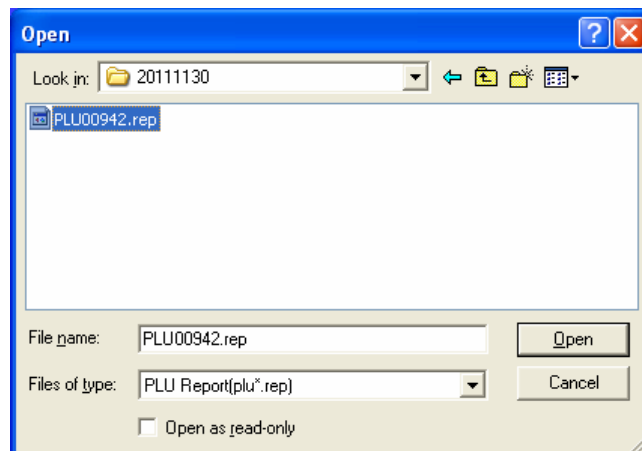 Open
Look in: 20111130
PLU00942.rep
File name: PLU00942.rep Open
Files of type: PLU Report(plu*.rep) Cancel
Open as read-only